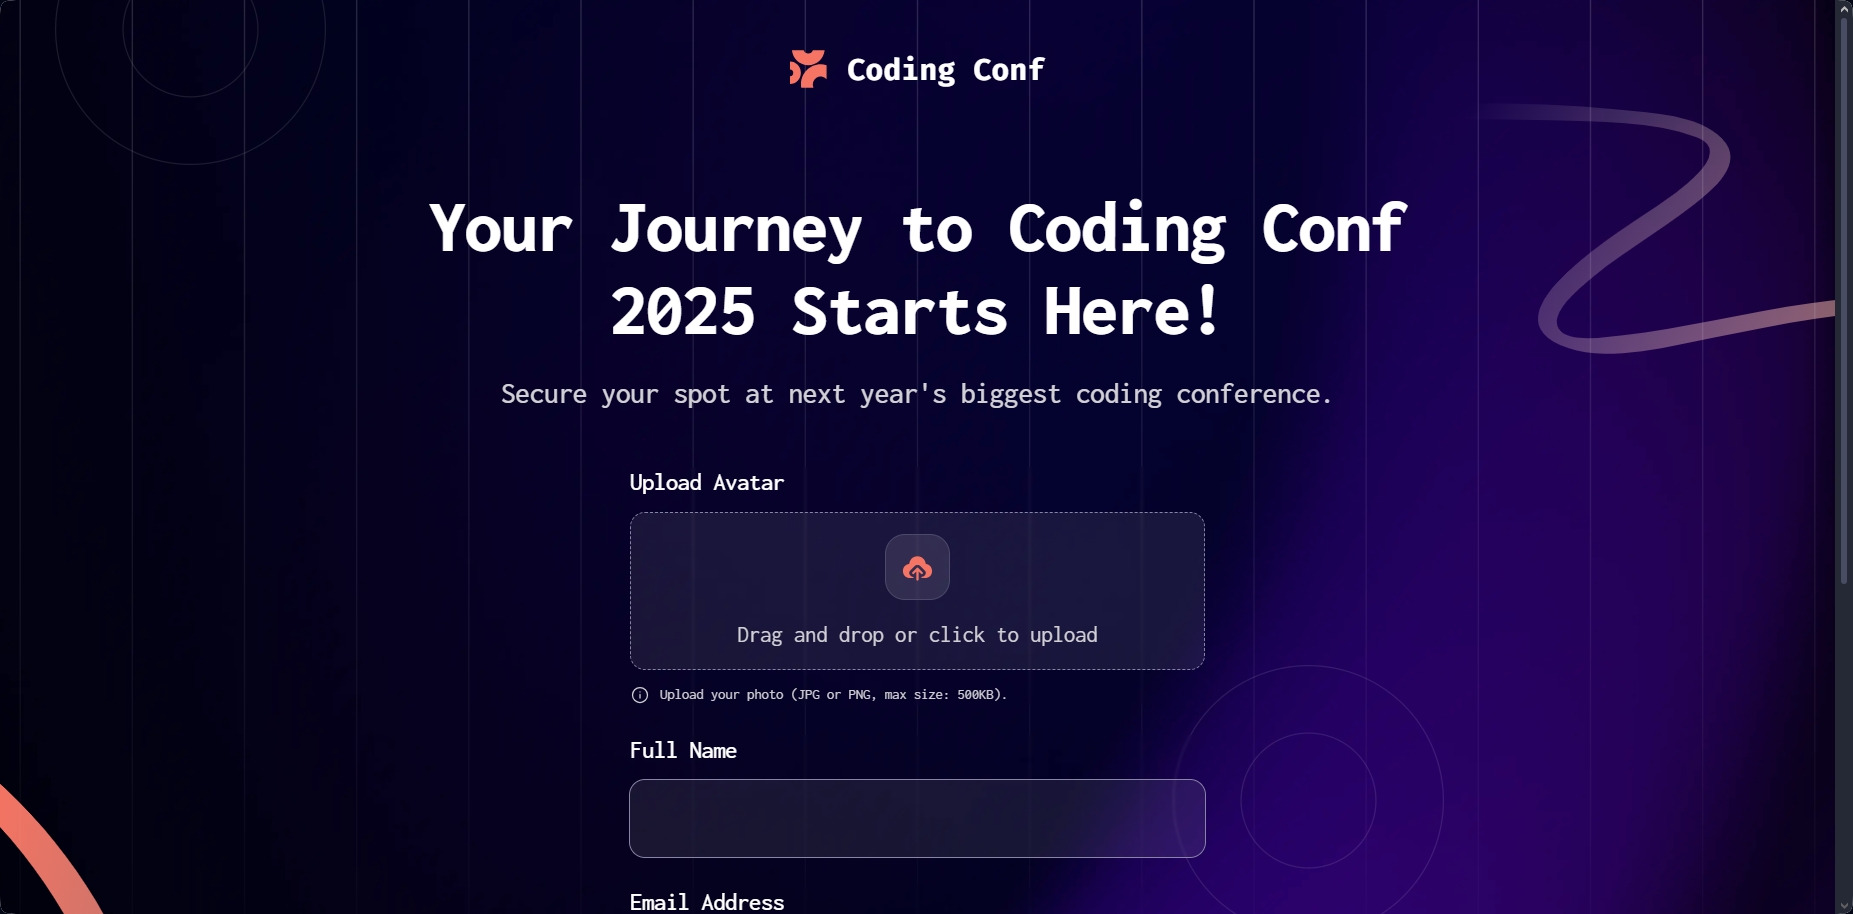 Coding Conf
Your Journey to Coding Conf
2025 Starts Here!
Secure your spot at next year's biggest coding conference.
Upload Avatar
Drag and drop or click to upload
Upload your photo (JPG or PNG, max size: 500KB).
Full Name
Email Address